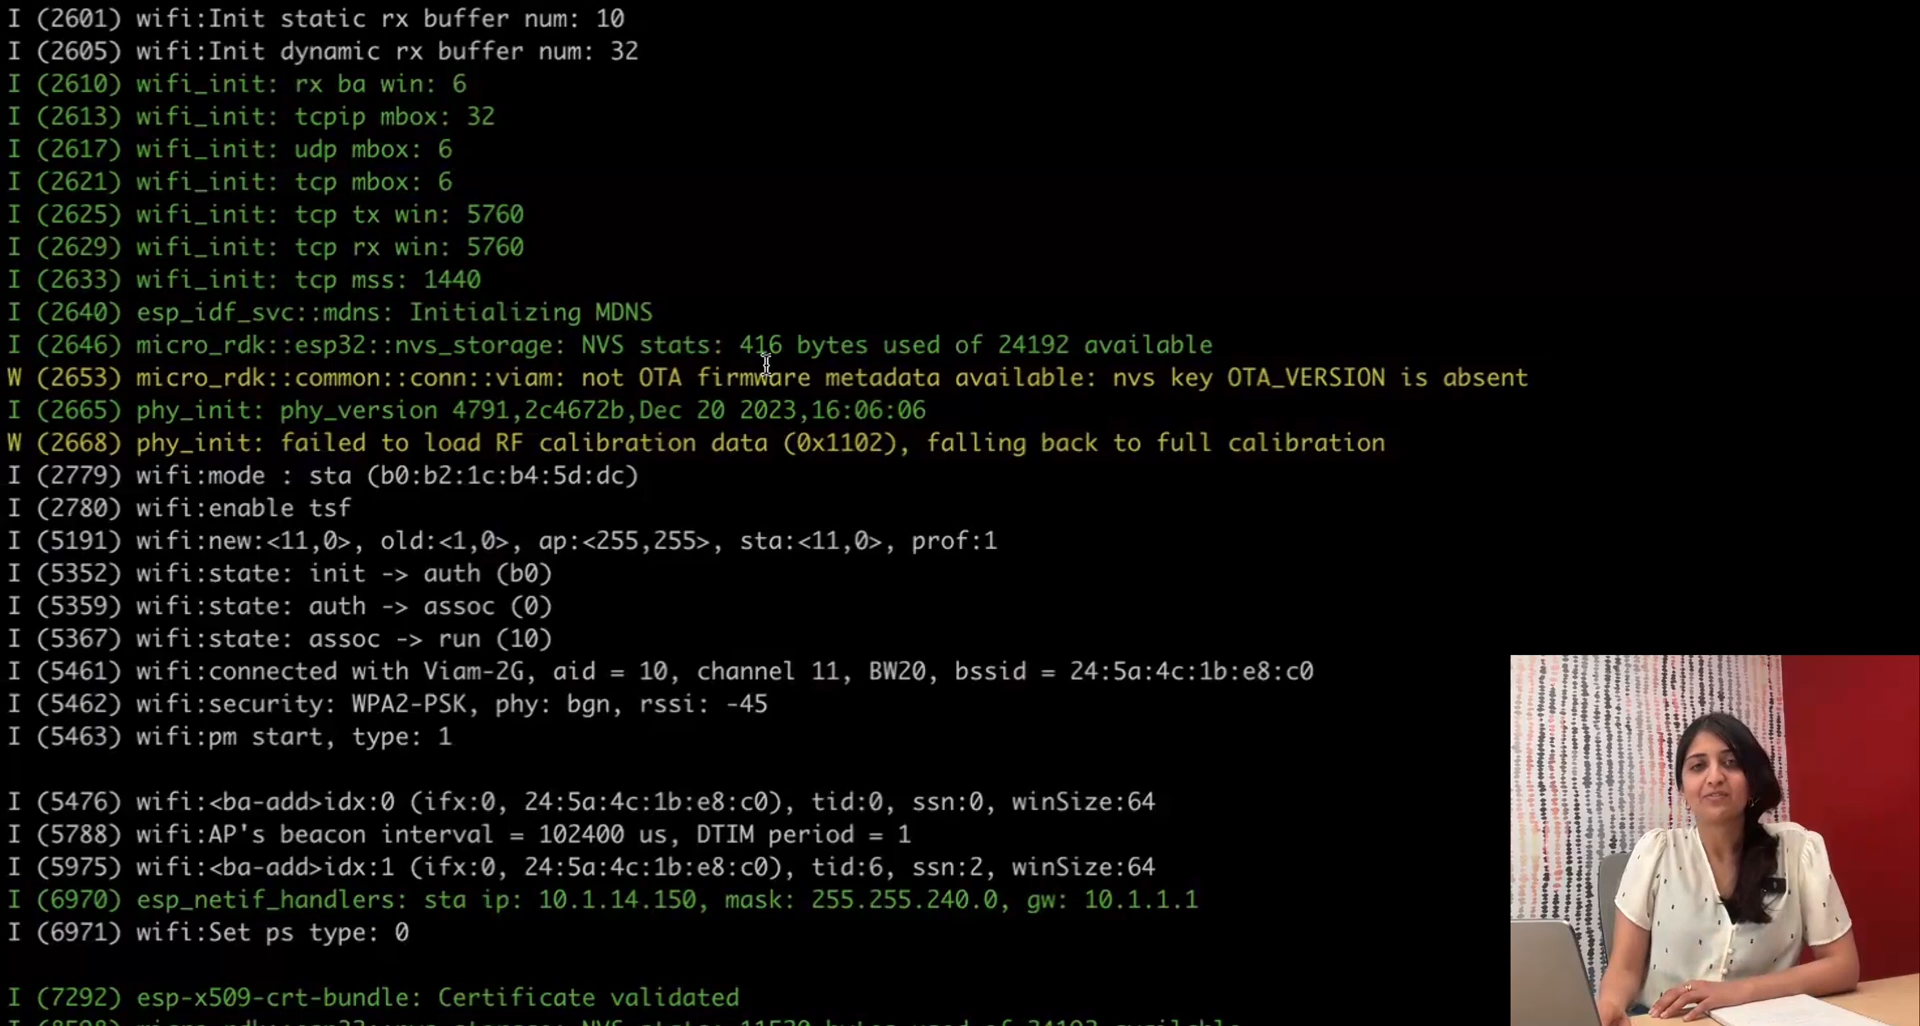 I (2601) wifi:Init static rx buffer num: 10
I (2605) wifi:Init dynamic rx buffer num: 32
I (2610) wifi_init: rx ba win: 6
I (2613) wifi_init: tcpip mbox: 32
I (2617) wifi_init: udp mbox: 6
I (2621) wifi_init: tcp mbox: 6
I (2625) wifi_init: tcp tx win: 5760
I (2629) wifi_init: tcp rx win: 5760
I (2633) wifi_init: tcp mss: 1440
I (2640) esp_idf_svc::mdns: Initializing MDNS
I (2646) micro_rdk::esp32::nvs_storage: NVS stats: 416 bytes used of 24192 available
W (2653) micro_rdk::common::conn::viam: not OTA firmware metadata available: nvs key OTA_VERSION is absent
I (2665) phy_init: phy_version 4791,2c4672b,Dec 20 2023,16:06:06
W (2668) phy_init: failed to load RF calibration data (0x1102), falling back to full calibration
I (2779) wifi:mode : sta (b0:b2:1c:b4:5d:dc)
I (2780) wifi:enable tsf
I (5191) wifi:new:<11,0>, old:<1,0>, ap:<255,255>, sta:<11,0>, prof:1
I (5352) wifi:state: init -> auth (b0)
I (5359) wifi:state: auth -> assoc (0)
I (5367) wifi:state: assoc -> run (10)
I (5461) wifi:connected with Viam-2G, aid = 10, channel 11, BW20, bssid = 24:5a:4c:1b:e8:c0
I (5462) wifi:security: WPA2-PSK, phy: bgn, rssi: -45
I (5463) wifi:pm start, type: 1
I (5476) wifi:<ba-add>idx:0 (ifx:0, 24:5a:4c:1b:e8:c0), tid:0, ssn:0, winSize:64
I (5788) wifi:AP's beacon interval = 102400 us, DTIM period = 1
I (5975) wifi:<ba-add>idx:1 (ifx:0, 24:5a:4c:1b:e8:c0), tid:6, ssn:2, winSize:64
I (6970) esp_netif_handlers: sta ip: 10.1.14.150, mask: 255.255.240.0, gw: 10.1.1.1
I (6971) wifi:Set ps type: 0
I (7292) esp-x509-crt-bundle: Certificate validated